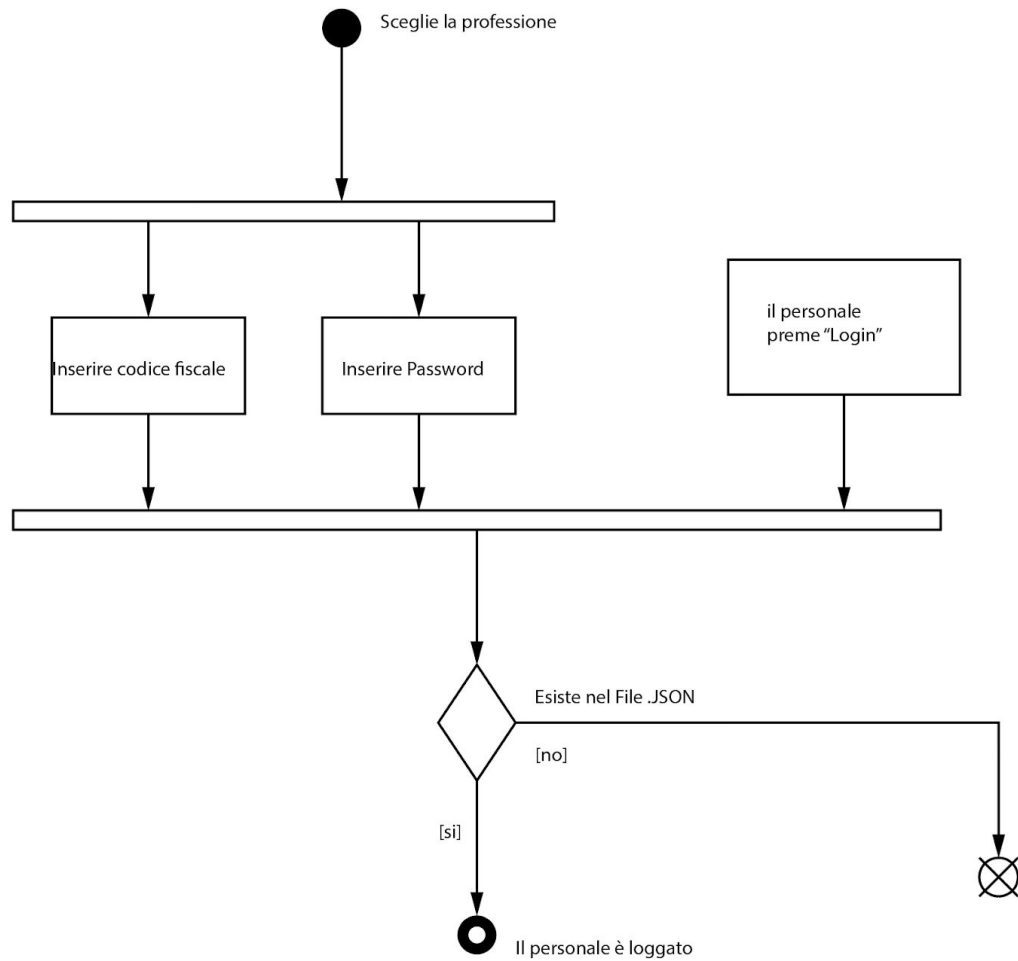 Sceglie la professione
il personale
preme “Login”
Inserire codice fiscale
Inserire Password
Esiste nel File .JSON
[no]
[si]
Il personale è loggato